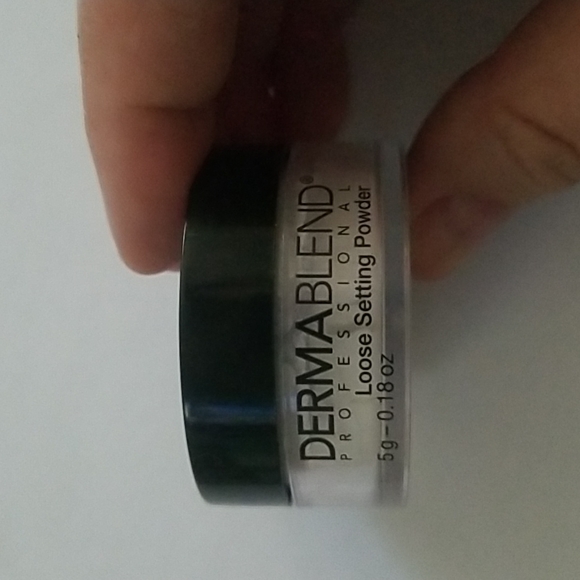 DERMABLEND®
PROFESSIONAL
Loose Setting Powder
5g-0.18 oz